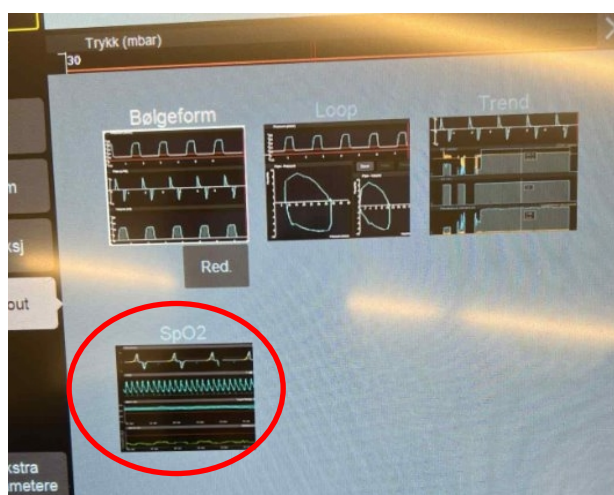 Trykk (mbar)
30
Bølgeform
Loop
Trend
Red.
SpO2
m
ksj
out
kstra
metere